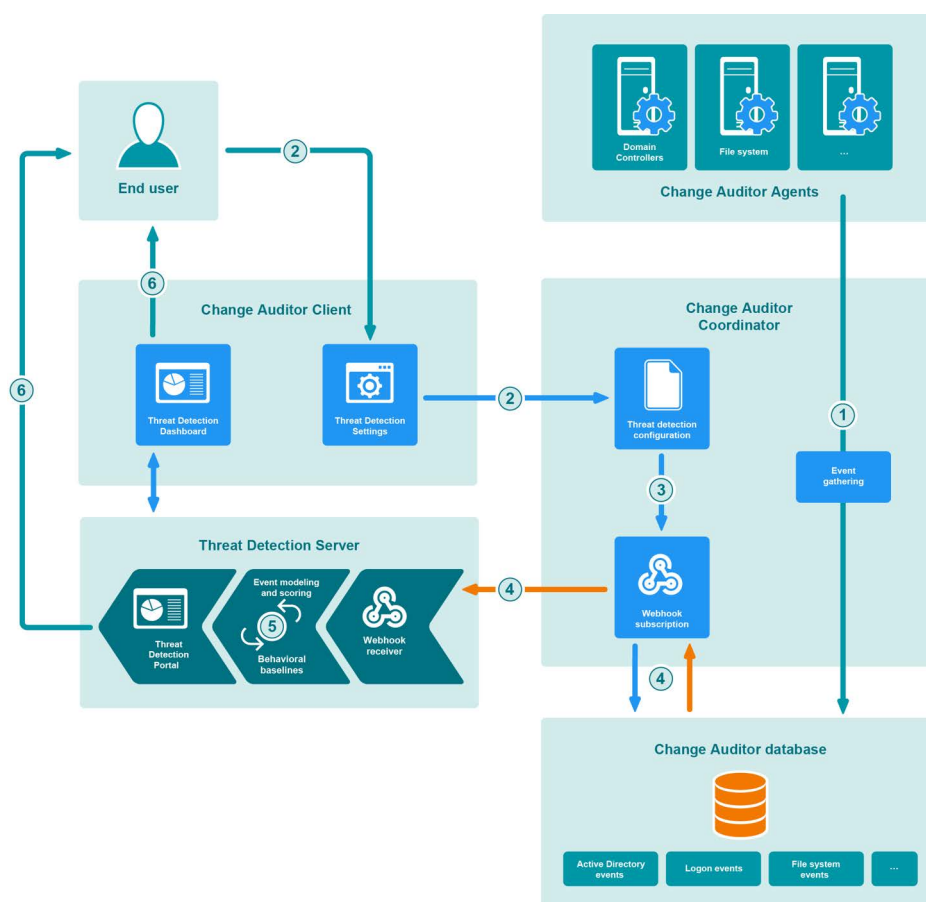 Domain
Controllers
File system
...
Change Auditor Agents
End user
2
6
Change Auditor Client
Threat Detection
Dashboard
Threat Detection
Settings
6
2
Change Auditor
Coordinator
Threat detection
configuration
1
3
Event
gathering
Webhook
subscription
4
Threat Detection Server
Threat
Detection
Portal
Event modeling
and scoring
5
Behavioral
baselines
Webhook
receiver
4
Change Auditor database
Active Directory
events
Logon events
File system
events
...